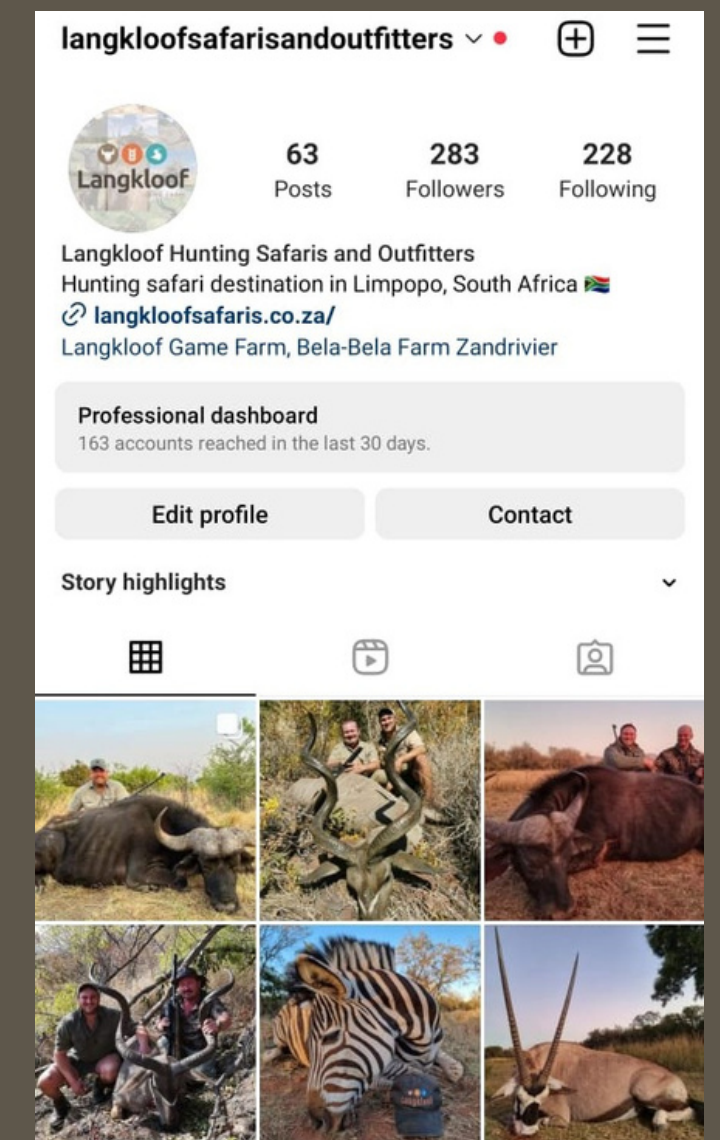 langkloofsafarisandoutfitters
Langkloof
63 283 228
Posts Followers Following
Langkloof Hunting Safaris and Outfitters
Hunting safari destination in Limpopo, South Africa 🇿🇦
langkloofsafaris.co.za/
Langkloof Game Farm, Bela-Bela Farm Zandrivier
Professional dashboard
163 accounts reached in the last 30 days.
Edit profile Contact
Story highlights
Langkloof